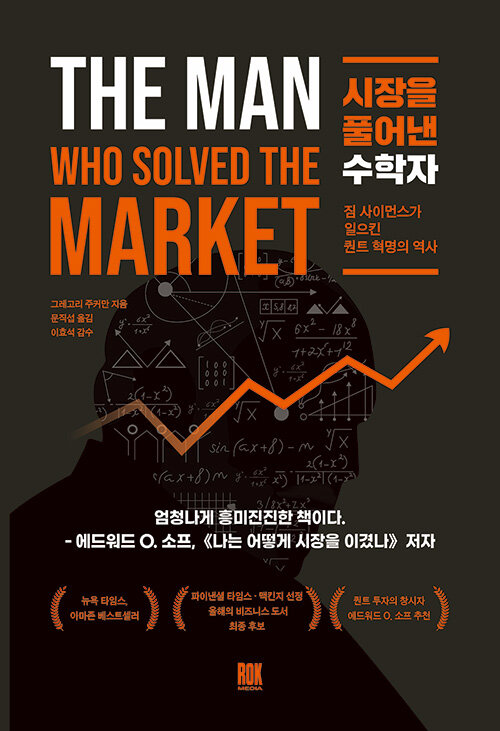 THE MAN
WHO SOLVED THE
MARKET
시장을
풀어낸
수학자
짐 사이먼스가
일으킨
퀀트 혁명의 역사
그레고리 주커만 지음
문직섭 옮김
이효석 감수
엄청나게 흥미진진한 책이다.
- 에드워드 O. 소프, 《나는 어떻게 시장을 이겼나》 저자
뉴욕 타임스,
아마존 베스트셀러
파이낸셜 타임스·맥킨지 선정
올해의 비즈니스 도서
최종 후보
퀀트 투자의 창시자
에드워드 O. 소프 추천
ROK
MEDIA